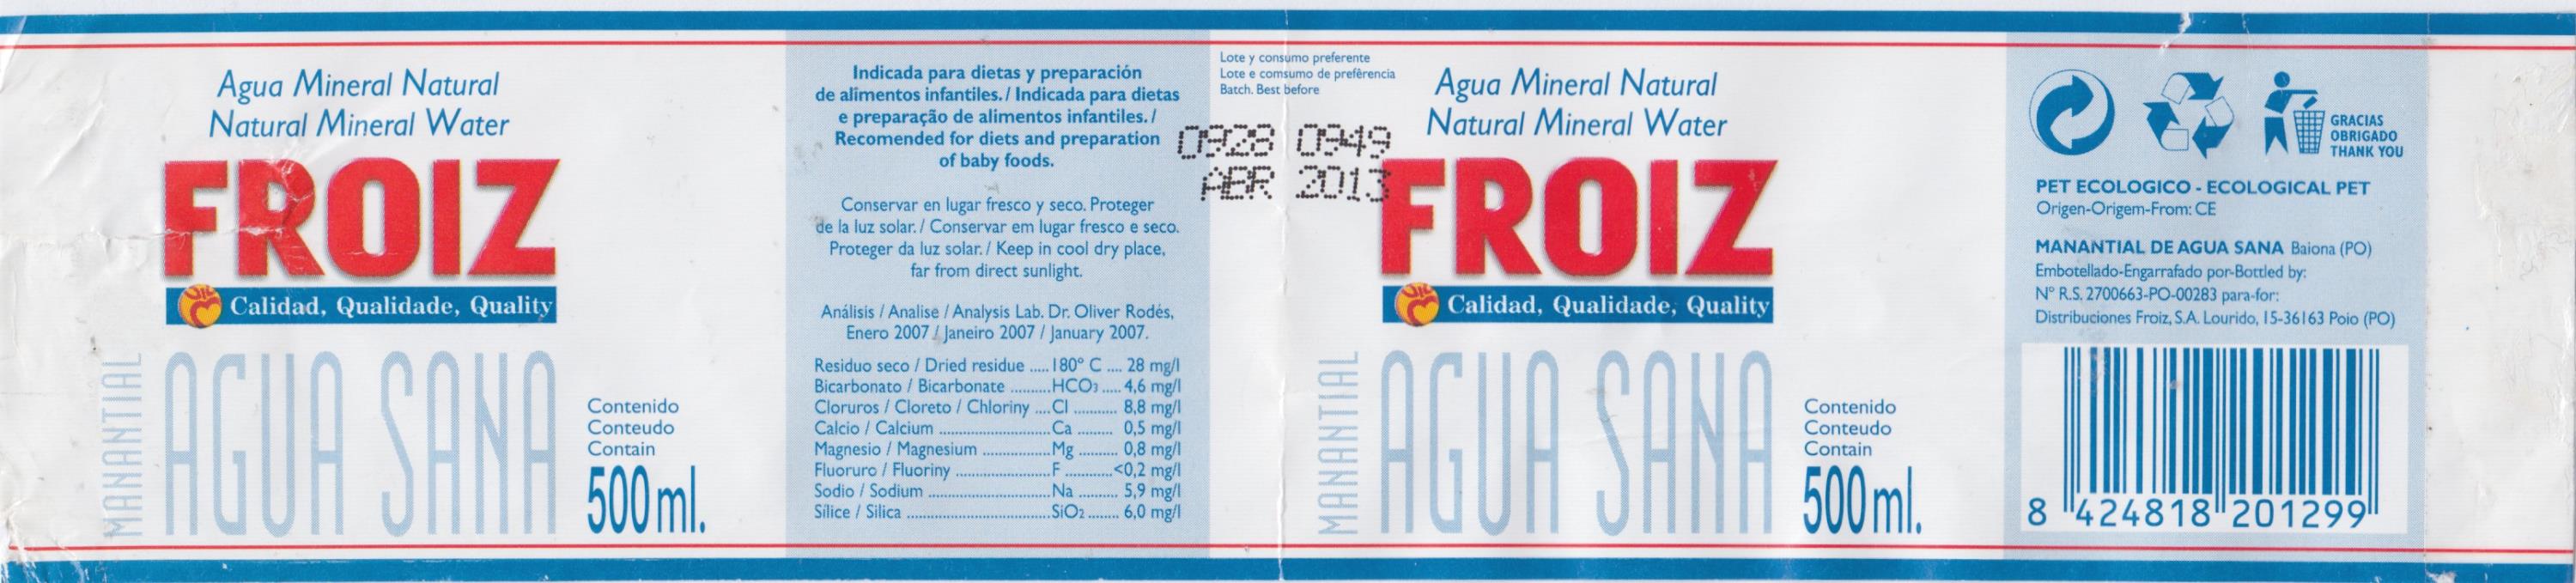 Agua Mineral Natural
Natural Mineral Water
FROIZ
Calidad, Qualidade, Quality
MANANTIAL
AGUA SANA
Contenido
Conteudo
Contain
500 ml.
Indicada para dietas y preparación
de alimentos infantiles. / Indicada para dietas
e preparação de alimentos infantiles. /
Recomended for diets and preparation
of baby foods.
Conservar en lugar fresco y seco. Proteger
de la luz solar. / Conservar em lugar fresco e seco.
Proteger da luz solar. / Keep in cool dry place,
far from direct sunlight.
Análisis / Analise / Analysis Lab. Dr. Oliver Rodés,
Enero 2007 / Janeiro 2007 / January 2007.
Residuo seco / Dried residue ..... 180° C .... 28 mg/l
Bicarbonato / Bicarbonate .......... HCO3 ..... 4,6 mg/l
Cloruros / Cloreto / Chloriny .... Cl .......... 8,8 mg/l
Calcio / Calcium ............................ Ca ......... 0,5 mg/l
Magnesio / Magnesium ................. Mg ......... 0,8 mg/l
Fluoruro / Fluoriny ........................ F ............ <0,2 mg/l
Sodio / Sodium ............................... Na .......... 5,9 mg/l
Sílice / Silica .................................... SiO2 ........ 6,0 mg/l
Lote y consumo preferente
Lote e comsumo de preferência
Batch. Best before
0928 0949
ABR 2013
Agua Mineral Natural
Natural Mineral Water
FROIZ
Calidad, Qualidade, Quality
MANANTIAL
AGUA SANA
Contenido
Conteudo
Contain
500 ml.
GRACIAS
OBRIGADO
THANK YOU
PET ECOLOGICO - ECOLOGICAL PET
Origen-Origem-From: CE
MANANTIAL DE AGUA SANA Baiona (PO)
Embotellado-Engarrafado por-Bottled by:
Nº R.S. 2700663-PO-00283 para-for:
Distribuciones Froiz, S.A. Lourido, 15-36163 Poio (PO)
8 424818 201299